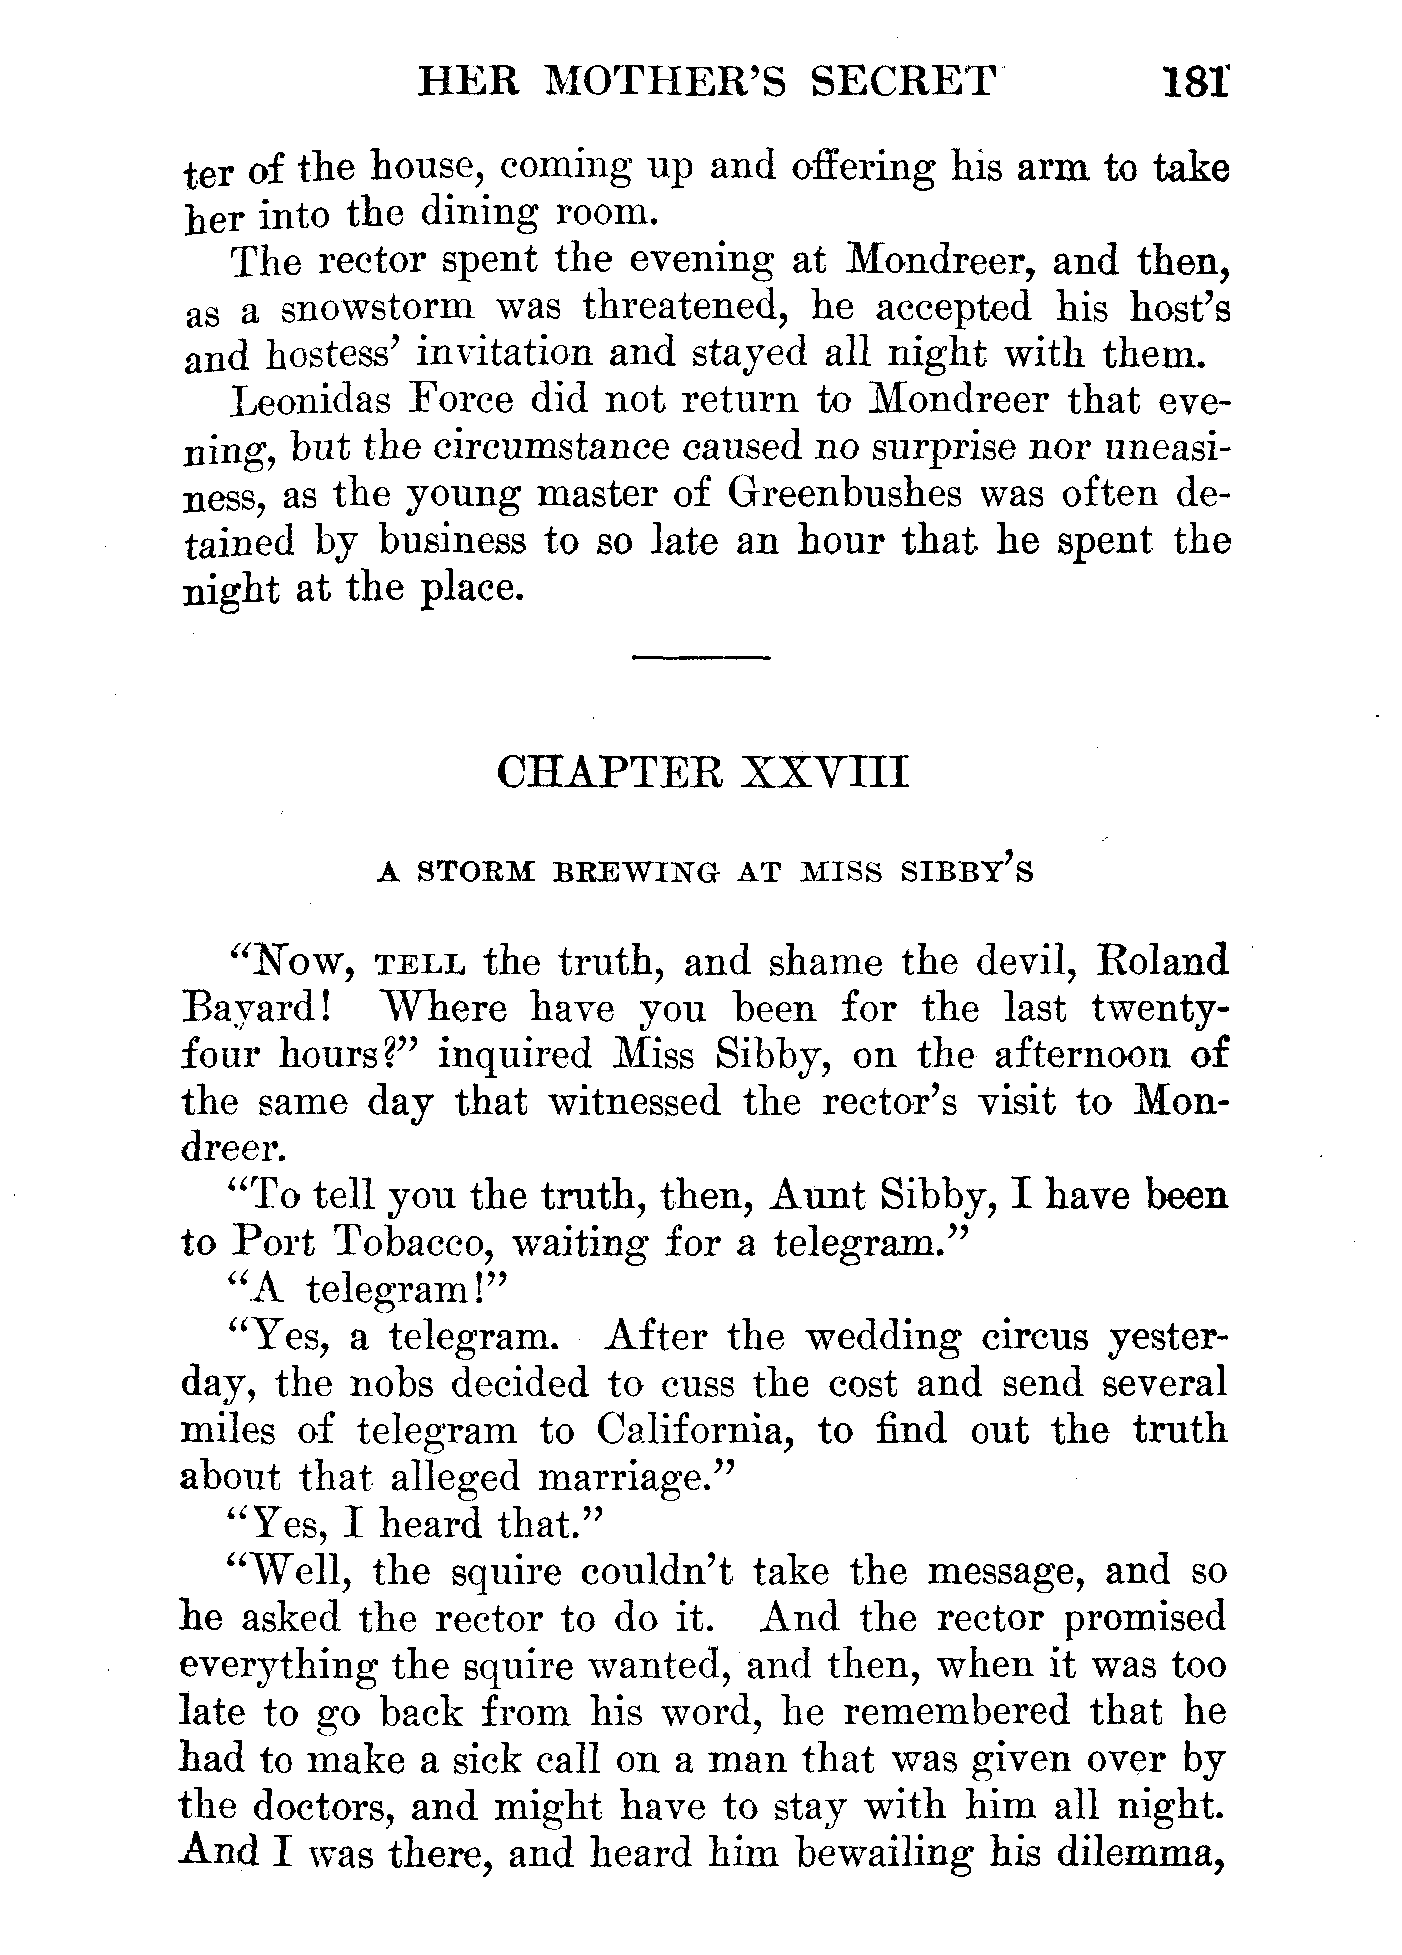 HER MOTHER'S SECRET 181
ter of the house, coming up and offering his arm to take
her into the dining room.
The rector spent the evening at Mondreer, and then,
as a snowstorm was threatened, he accepted his host's
and hostess' invitation and stayed all night with them.
Leonidas Force did not return to Mondreer that eve-
ning, but the circumstance caused no surprise nor uneasi-
ness, as the young master of Greenbushes was often de-
tained by business to so late an hour that he spent the
night at the place.
CHAPTER XXVIII
A STORM BREWING AT MISS SIBBY'S
"Now, TELL the truth, and shame the devil, Roland
Bayard! Where have you been for the last twenty-
four hours?" inquired Miss Sibby, on the afternoon of
the same day that witnessed the rector's visit to Mon-
dreer.
"To tell you the truth, then, Aunt Sibby, I have been
to Port Tobacco, waiting for a telegram."
"A telegram!"
"Yes, a telegram. After the wedding circus yester-
day, the nobs decided to cuss the cost and send several
miles of telegram to California, to find out the truth
about that alleged marriage."
"Yes, I heard that."
"Well, the squire couldn't take the message, and so
he asked the rector to do it. And the rector promised
everything the squire wanted, and then, when it was too
late to go back from his word, he remembered that he
had to make a sick call on a man that was given over by
the doctors, and might have to stay with him all night.
And I was there, and heard him bewailing his dilemma,